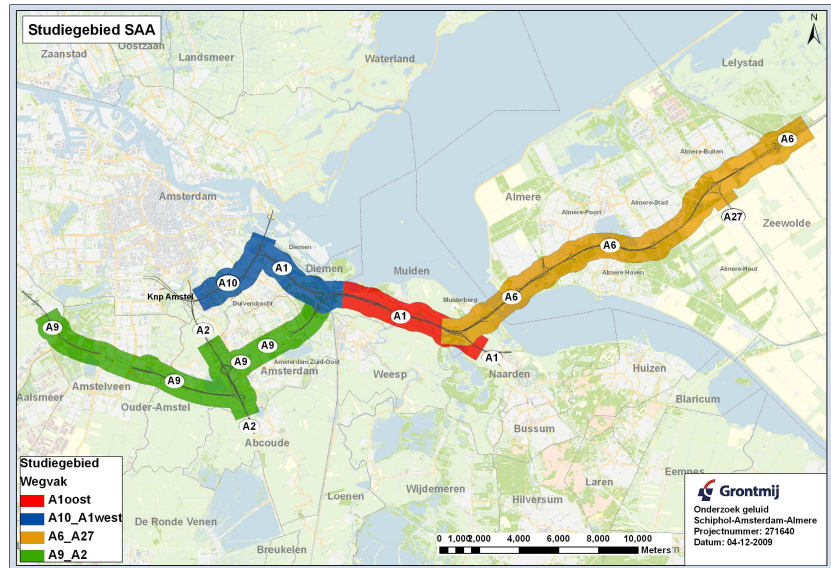 Studiegebied SAA
N
Zaanstad
Oostzaan
Landsmeer
Waterland
Lelystad
A6
Almere-Buiten
Amsterdam
Almere
Almere-Stad
Almere-Poort
A27
Zeewolde
Diemen
A1
Diemen
Muiden
A6
Almere Haven
Almere-Hout
A10
Knp Amstel
Duivendrecht
Muiderberg
A6
A9
A2
A1
A9
A1
Amsterdam Zuid-Oost
Amsterdam
Weesp
Naarden
Huizen
Amstelveen
A9
Aalsmeer
Ouder-Amstel
Blaricum
A2
Abcoude
Bussum
Studiegebied
Wegvak
A1oost
A10_A1west
A6_A27
A9_A2
De Ronde Venen
Loenen
Wijdemeren
Hilversum
Laren
Eemnes
Breukelen
0 1,000 2,000 4,000 6,000 8,000 10,000
Meters
Grontmij
Onderzoek geluid
Schiphol-Amsterdam-Almere
Projectnummer: 271640
Datum: 04-12-2009